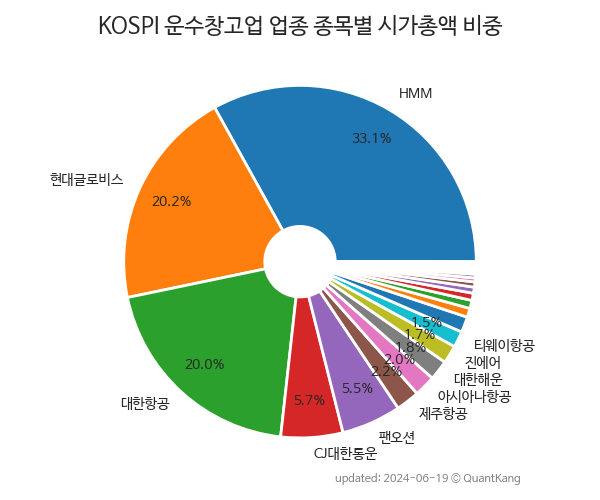 KOSPI 운수창고업 업종 종목별 시가총액 비중
HMM
33.1%
현대글로비스
20.2%
대한항공
20.0%
CJ대한통운
5.7%
팬오션
5.5%
제주항공
2.2%
아시아나항공
2.0%
대한해운
1.8%
진에어
1.7%
티웨이항공
1.5%
updated: 2024-06-19 © QuantKang